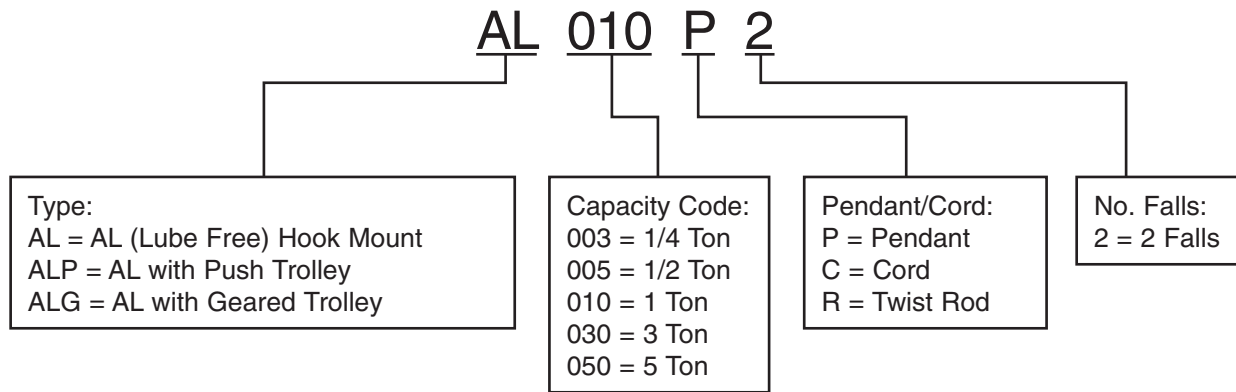 AL 010 P 2
Type:
AL = AL (Lube Free) Hook Mount
ALP = AL with Push Trolley
ALG = AL with Geared Trolley
Capacity Code:
003 = 1/4 Ton
005 = 1/2 Ton
010 = 1 Ton
030 = 3 Ton
050 = 5 Ton
Pendant/Cord:
P = Pendant
C = Cord
R = Twist Rod
No. Falls:
2 = 2 Falls